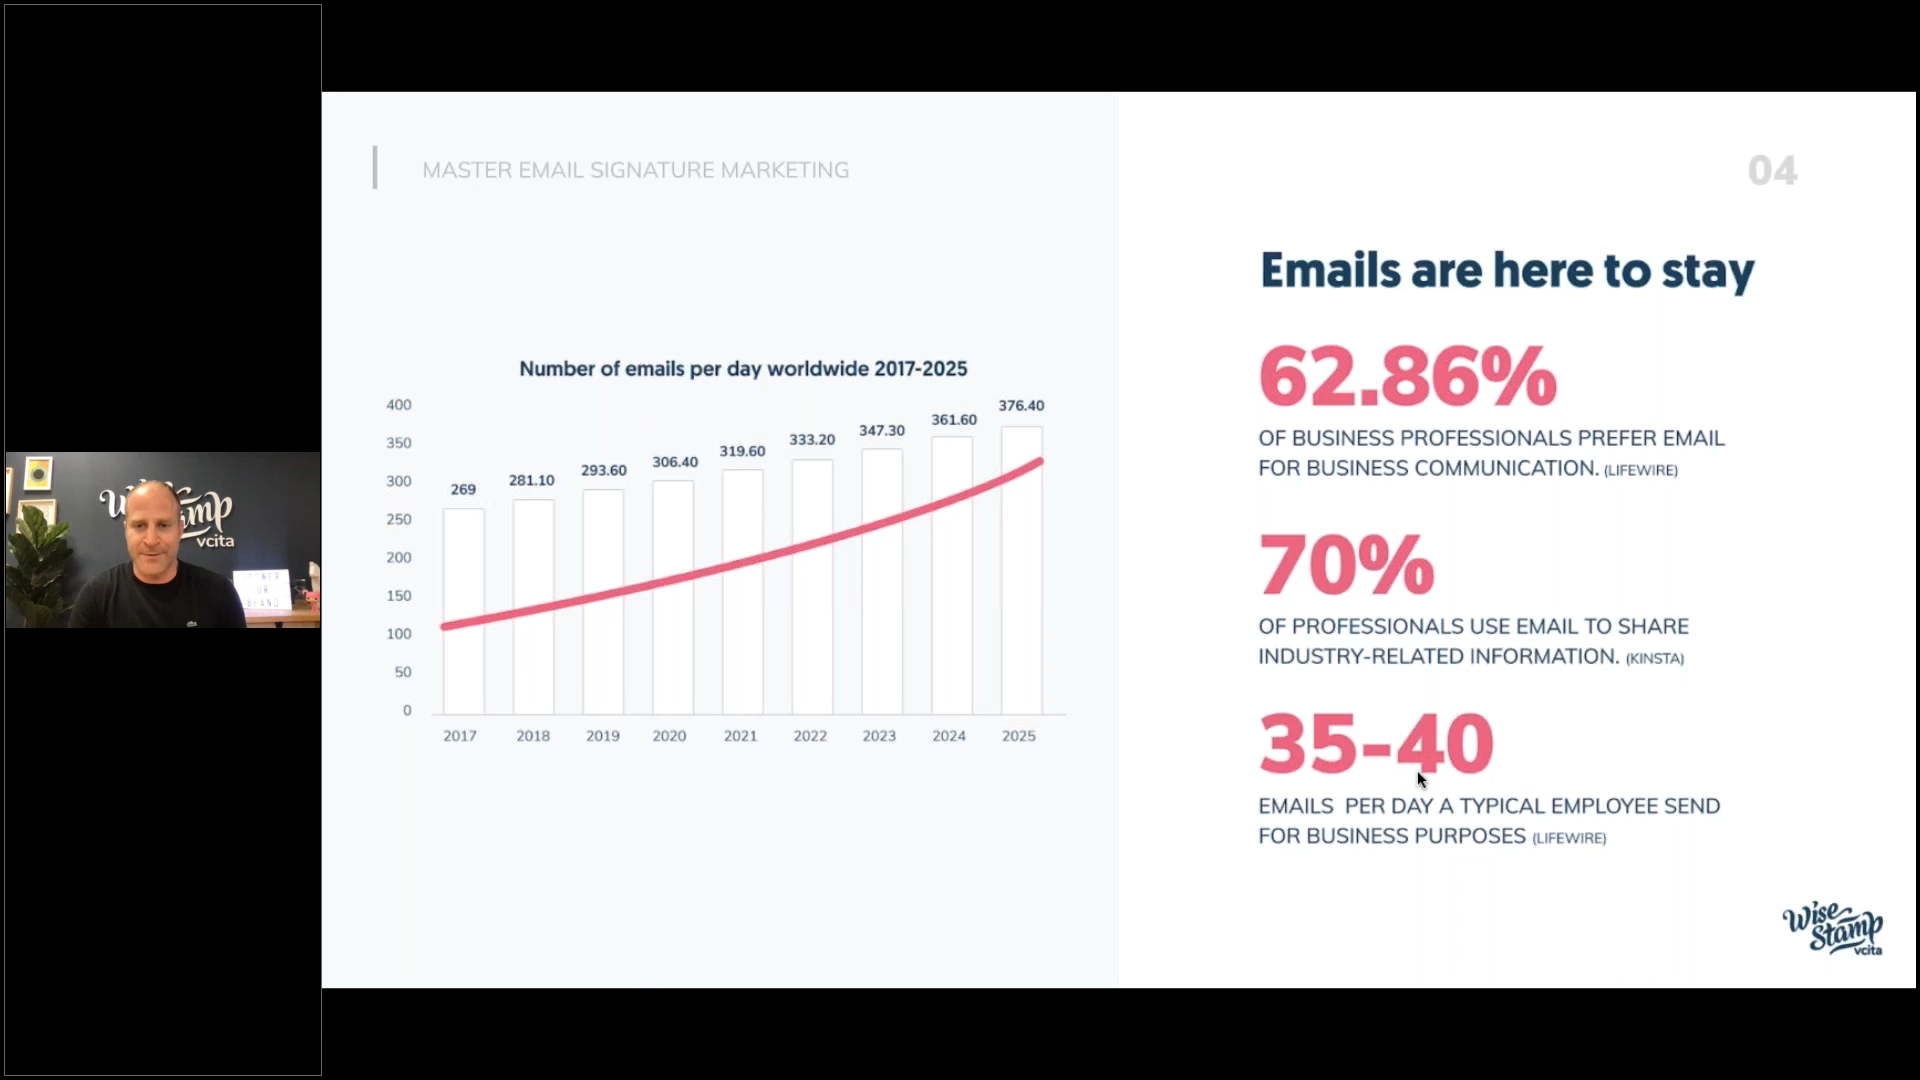 MASTER EMAIL SIGNATURE MARKETING
04
Number of emails per day worldwide 2017-2025
400
350
300
250
200
150
100
50
0
269
281.10
293.60
306.40
319.60
333.20
347.30
361.60
376.40
2017
2018
2019
2020
2021
2022
2023
2024
2025
Emails are here to stay
62.86%
OF BUSINESS PROFESSIONALS PREFER EMAIL
FOR BUSINESS COMMUNICATION. (LIFEWIRE)
70%
OF PROFESSIONALS USE EMAIL TO SHARE
INDUSTRY-RELATED INFORMATION. (KINSTA)
35-40
EMAILS PER DAY A TYPICAL EMPLOYEE SEND
FOR BUSINESS PURPOSES (LIFEWIRE)
Wise
Stamp
vcita
vcita